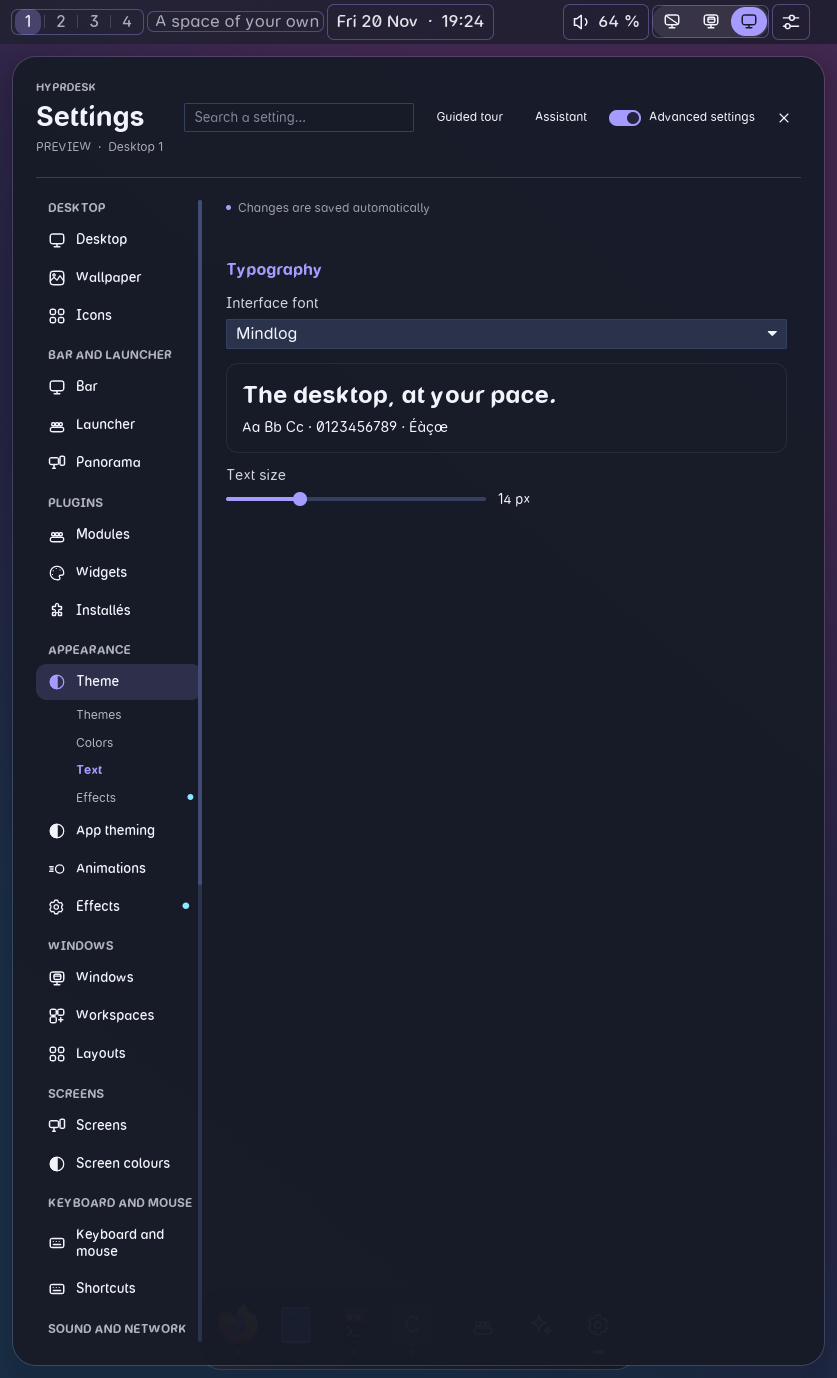 1 2 3 4 A space of your own Fri 20 Nov · 19:24 64 %
HYPRDESK
Settings
Search a setting...
Guided tour
Assistant
Advanced settings
PREVIEW · Desktop 1
DESKTOP
Desktop
Wallpaper
Icons
BAR AND LAUNCHER
Bar
Launcher
Panorama
PLUGINS
Modules
Widgets
Installés
APPEARANCE
Theme
Themes
Colors
Text
Effects
App theming
Animations
Effects
WINDOWS
Windows
Workspaces
Layouts
SCREENS
Screens
Screen colours
KEYBOARD AND MOUSE
Keyboard and
mouse
Shortcuts
SOUND AND NETWORK
Changes are saved automatically
Typography
Interface font
Mindlog
The desktop, at your pace.
Aa Bb Cc · 0123456789 · Éàçœ
Text size
14 px